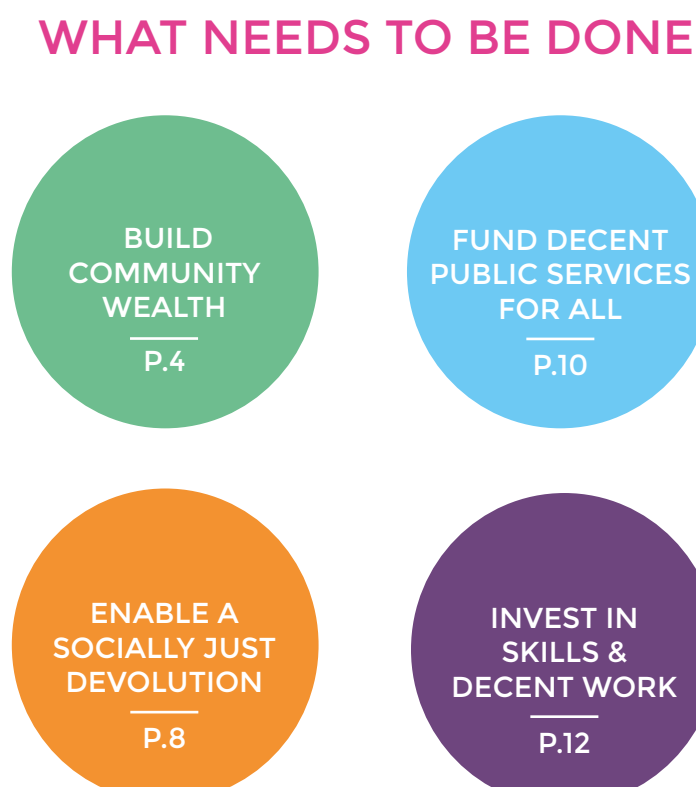 WHAT NEEDS TO BE DONE
BUILD
COMMUNITY
WEALTH
P.4
FUND DECENT
PUBLIC SERVICES
FOR ALL
P.10
ENABLE A
SOCIALLY JUST
DEVOLUTION
P.8
INVEST IN
SKILLS &
DECENT WORK
P.12